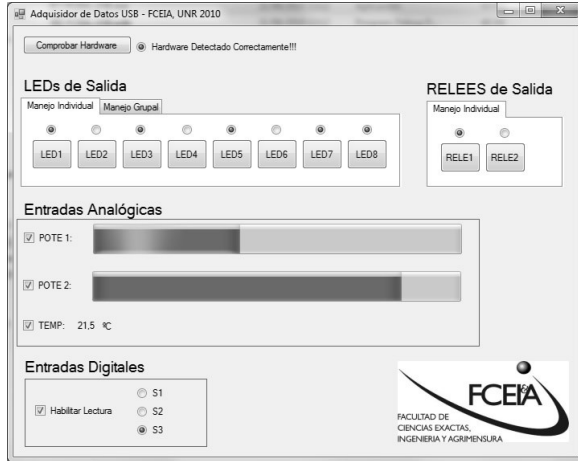 Adquisidor de Datos USB - FCEIA, UNR 2010
Comprobar Hardware Hardware Detectado Correctamente!!!
LEDs de Salida
Manejo Individual Manejo Grupal
LED1 LED2 LED3 LED4 LED5 LED6 LED7 LED8
RELEES de Salida
Manejo Individual
RELE1 RELE2
Entradas Analógicas
POTE 1:
POTE 2:
TEMP: 21,5 ºC
Entradas Digitales
Habilitar Lectura
S1
S2
S3
FCEIA
FACULTAD DE
CIENCIAS EXACTAS,
INGENIERIA Y AGRIMENSURA